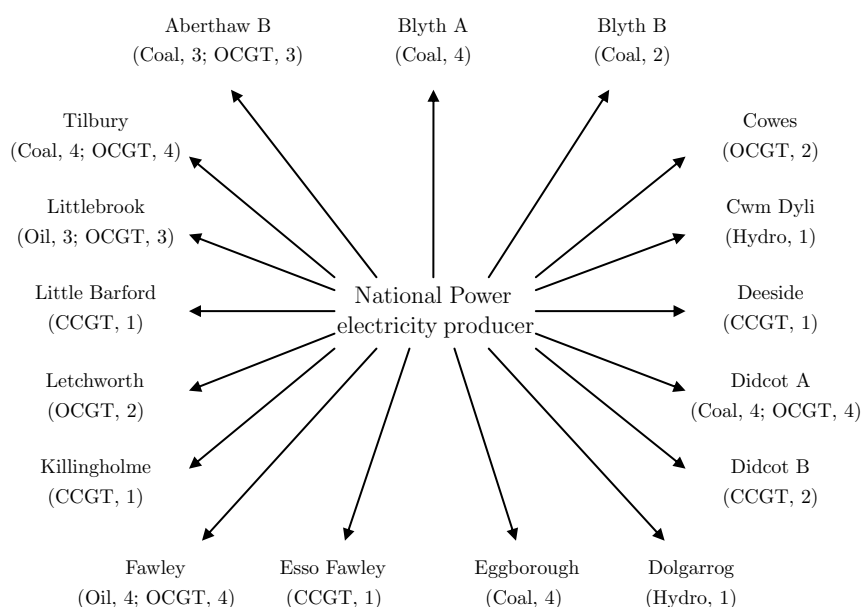 Aberthaw B
(Coal, 3; OCGT, 3)
Blyth A
(Coal, 4)
Blyth B
(Coal, 2)
Tilbury
(Coal, 4; OCGT, 4)
Cowes
(OCGT, 2)
Littlebrook
(Oil, 3; OCGT, 3)
Cwm Dyli
(Hydro, 1)
Little Barford
(CCGT, 1)
National Power
electricity producer
Deeside
(CCGT, 1)
Letchworth
(OCGT, 2)
Didcot A
(Coal, 4; OCGT, 4)
Killingholme
(CCGT, 1)
Didcot B
(CCGT, 2)
Fawley
(Oil, 4; OCGT, 4)
Esso Fawley
(CCGT, 1)
Eggborough
(Coal, 4)
Dolgarrog
(Hydro, 1)